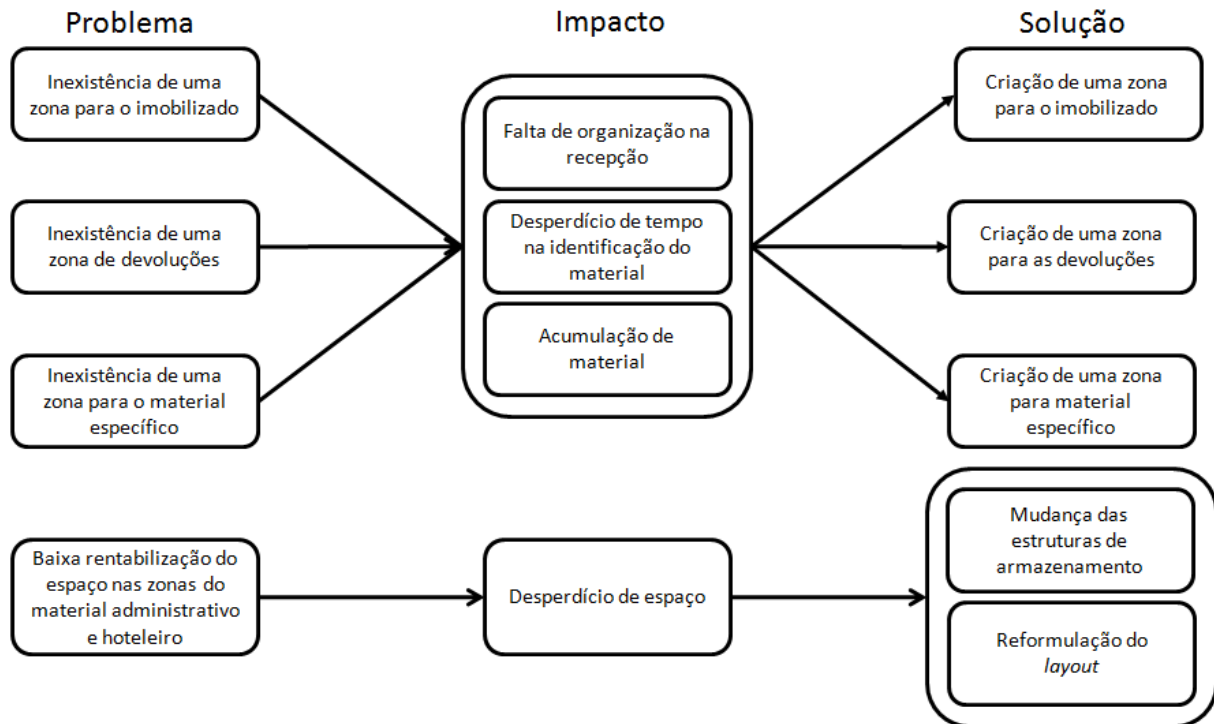 Problema
Impacto
Solução
Inexistência de uma
zona para o imobilizado
Falta de organização na
recepção
Criação de uma zona
para o imobilizado
Inexistência de uma
zona de devoluções
Desperdício de tempo
na identificação do
material
Criação de uma zona
para as devoluções
Inexistência de uma
zona para o material
específico
Acumulação de
material
Criação de uma zona
para material
específico
Baixa rentabilização do
espaço nas zonas do
material administrativo
e hoteleiro
Desperdício de espaço
Mudança das
estruturas de
armazenamento
Reformulação do
layout